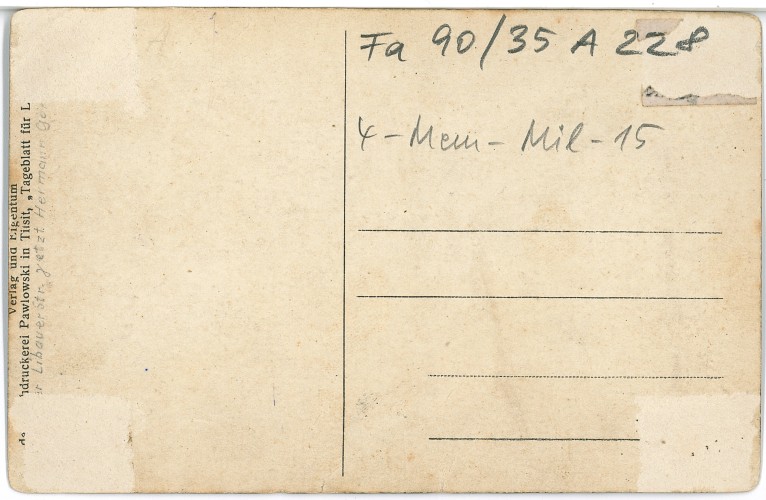 Fa 90/35 A 228
4-Mem-Mil-15
Verlag und Eigentum
druckerei Pawlowski in Tilsit, „Tageblatt für L
Libauerstr. jetzt Hermann